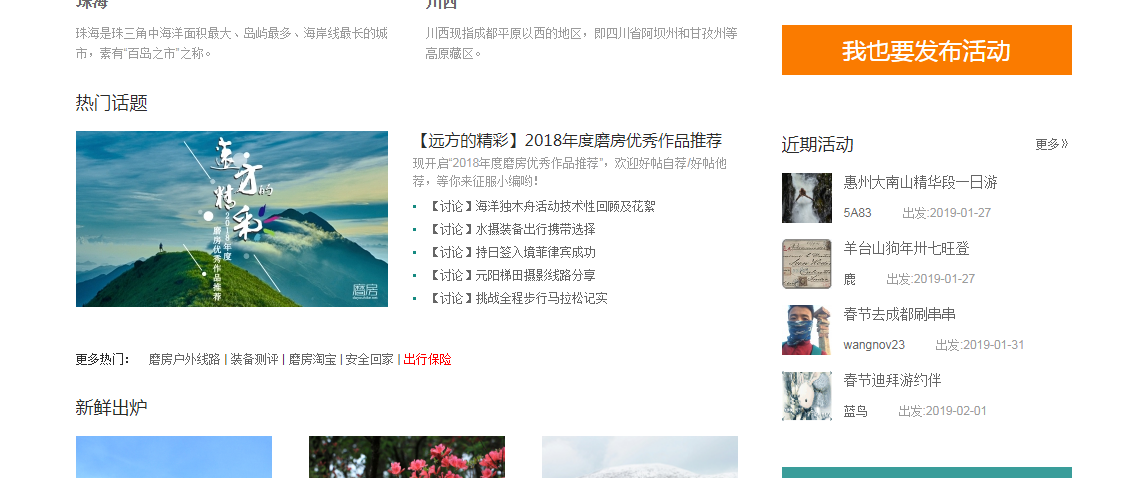 珠海
川西
珠海是珠三角中海洋面积最大、岛屿最多、海岸线最长的城
市，素有“百岛之市”之称。
川西现指成都平原以西的地区，即四川省阿坝州和甘孜州等
高原藏区。
我也要发布活动
热门话题
远方的精彩
2018年度
磨房优秀作品推荐
磨房
【远方的精彩】2018年度磨房优秀作品推荐
现开启“2018年度磨房优秀作品推荐”，欢迎好帖自荐/好帖他
荐，等你来征服小编哟！
【讨论】海洋独木舟活动技术性回顾及花絮
【讨论】水摄装备出行携带选择
【讨论】持日签入境菲律宾成功
【讨论】元阳梯田摄影线路分享
【讨论】挑战全程步行马拉松记实
更多热门： 磨房户外线路 | 装备测评 | 磨房淘宝 | 安全回家 | 出行保险
新鲜出炉
近期活动 更多》
惠州大南山精华段一日游
5A83 出发:2019-01-27
羊台山狗年卅七旺登
鹿 出发:2019-01-27
春节去成都刷串串
wangnov23 出发:2019-01-31
春节迪拜游约伴
蓝鸟 出发:2019-02-01